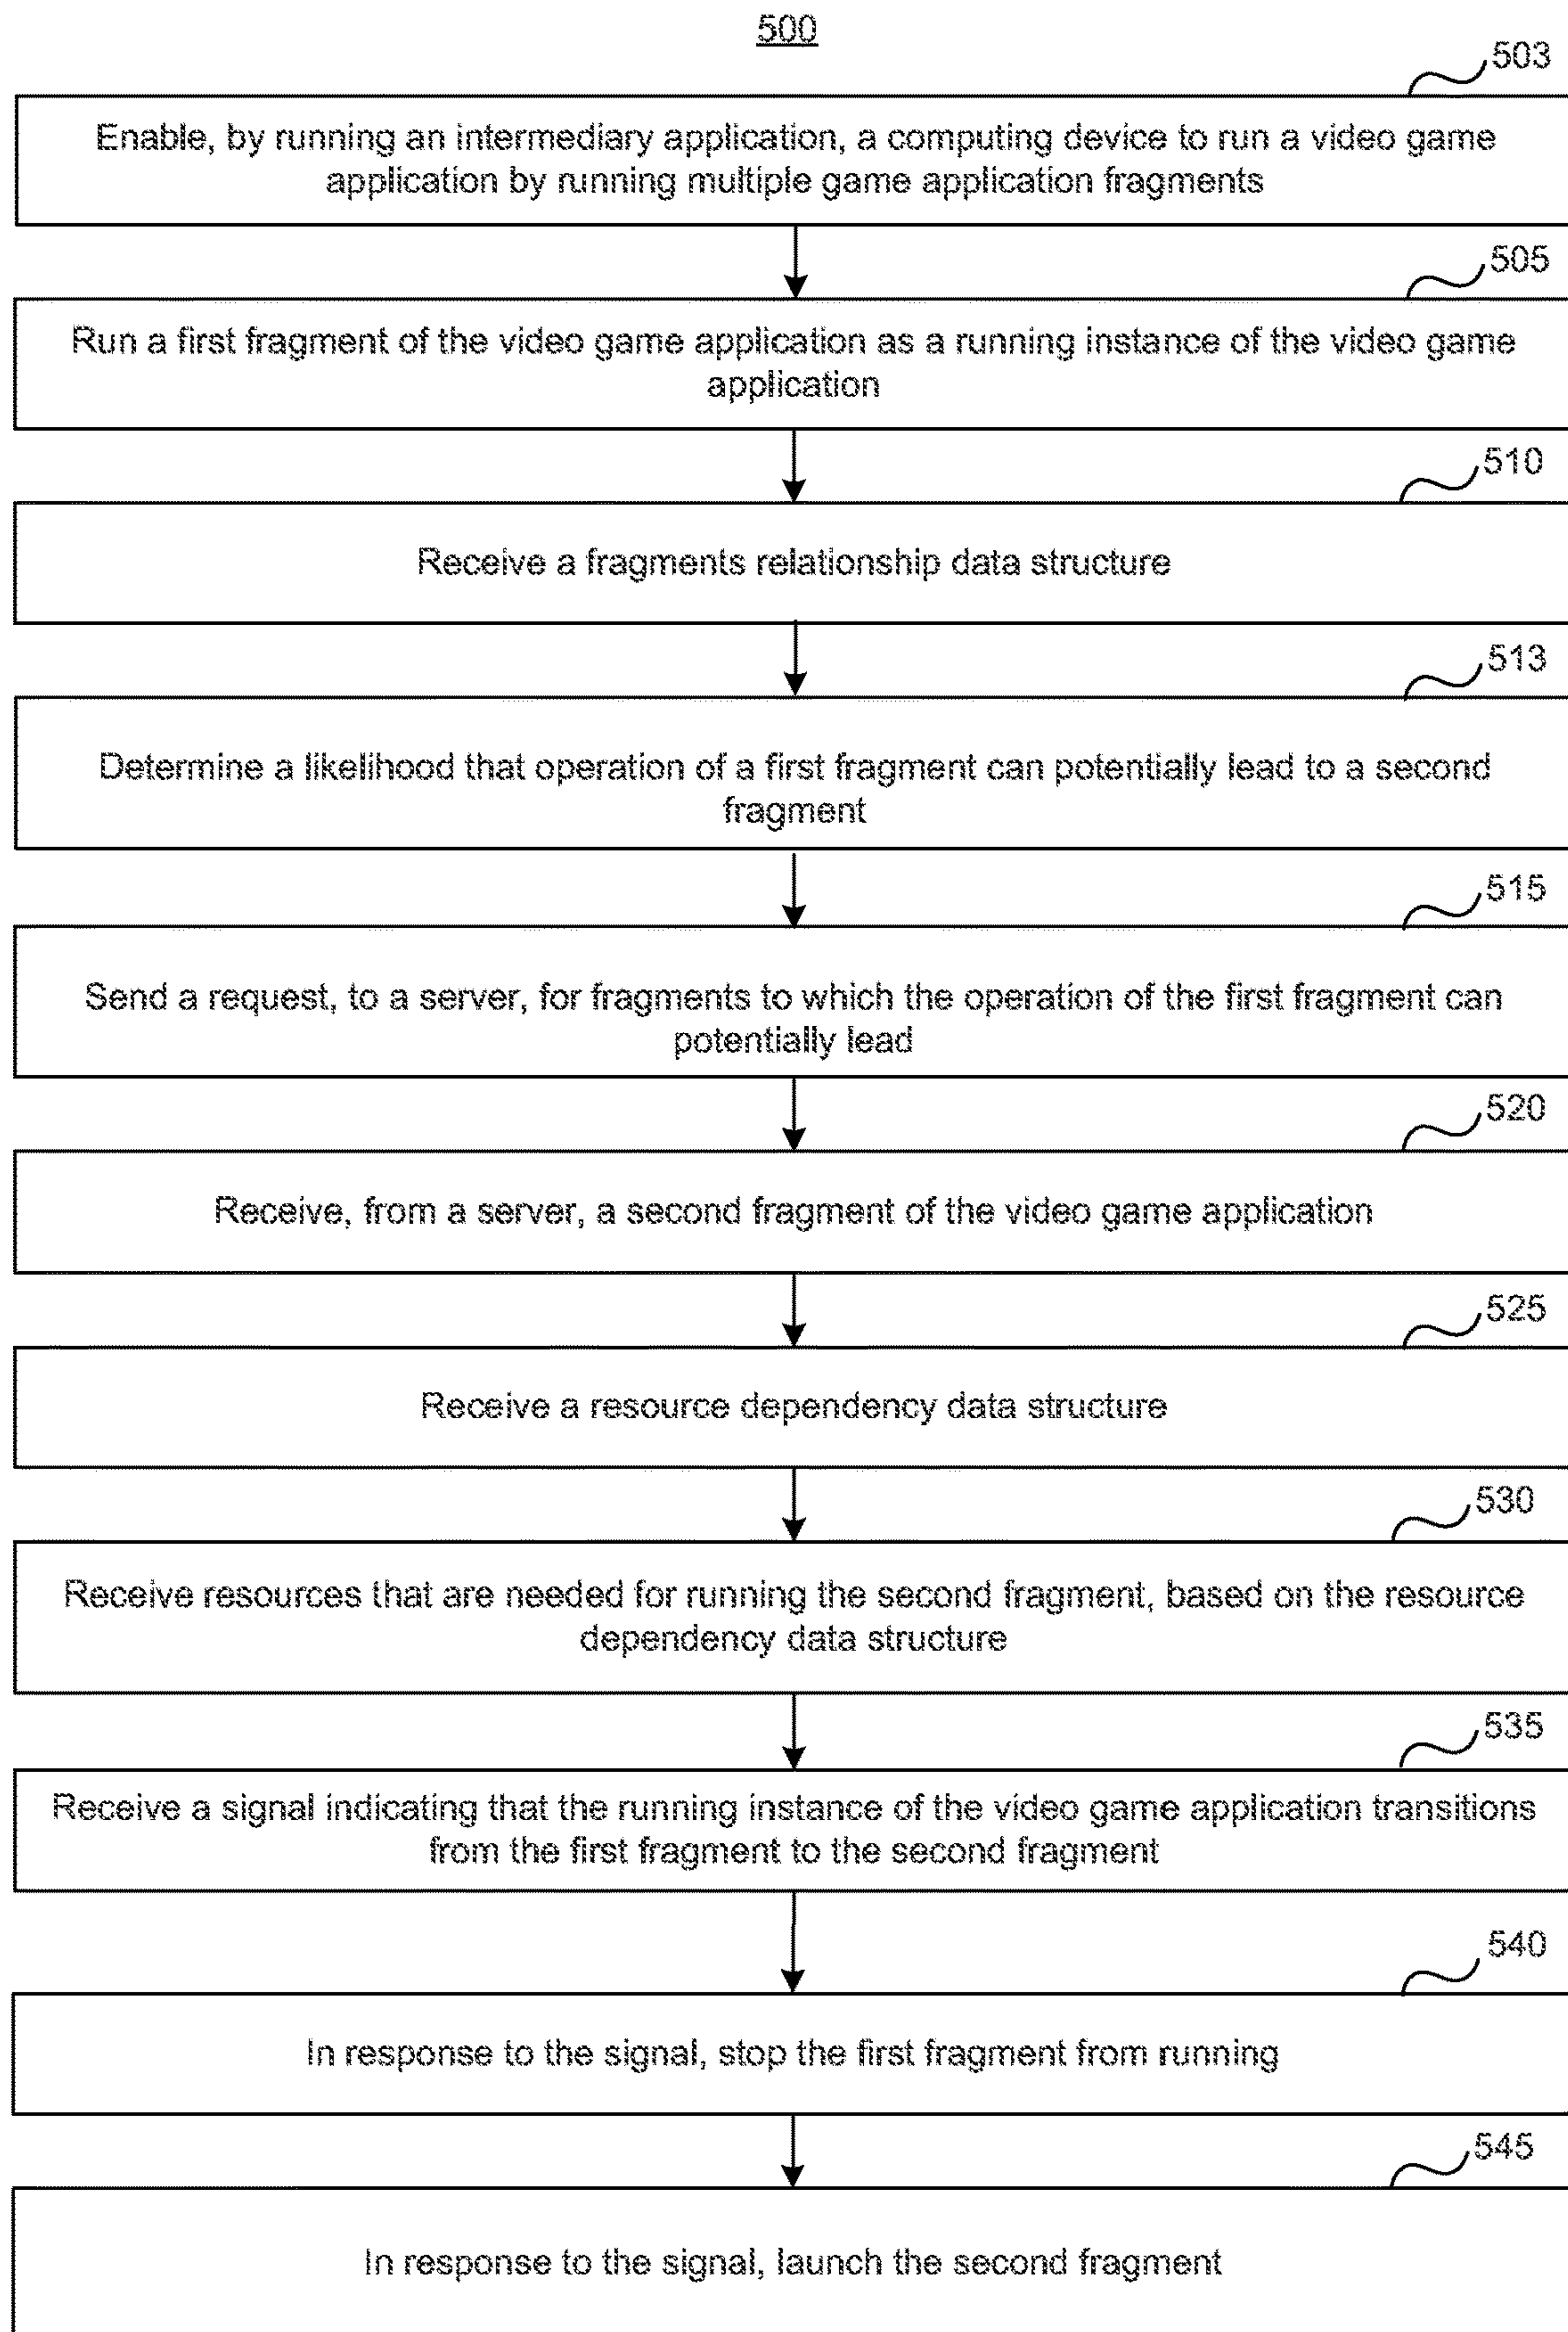 500
503
Enable, by running an intermediary application, a computing device to run a video game
application by running multiple game application fragments
505
Run a first fragment of the video game application as a running instance of the video game
application
510
Receive a fragments relationship data structure
513
Determine a likelihood that operation of a first fragment can potentially lead to a second
fragment
515
Send a request, to a server, for fragments to which the operation of the first fragment can
potentially lead
520
Receive, from a server, a second fragment of the video game application
525
Receive a resource dependency data structure
530
Receive resources that are needed for running the second fragment, based on the resource
dependency data structure
535
Receive a signal indicating that the running instance of the video game application transitions
from the first fragment to the second fragment
540
In response to the signal, stop the first fragment from running
545
In response to the signal, launch the second fragment